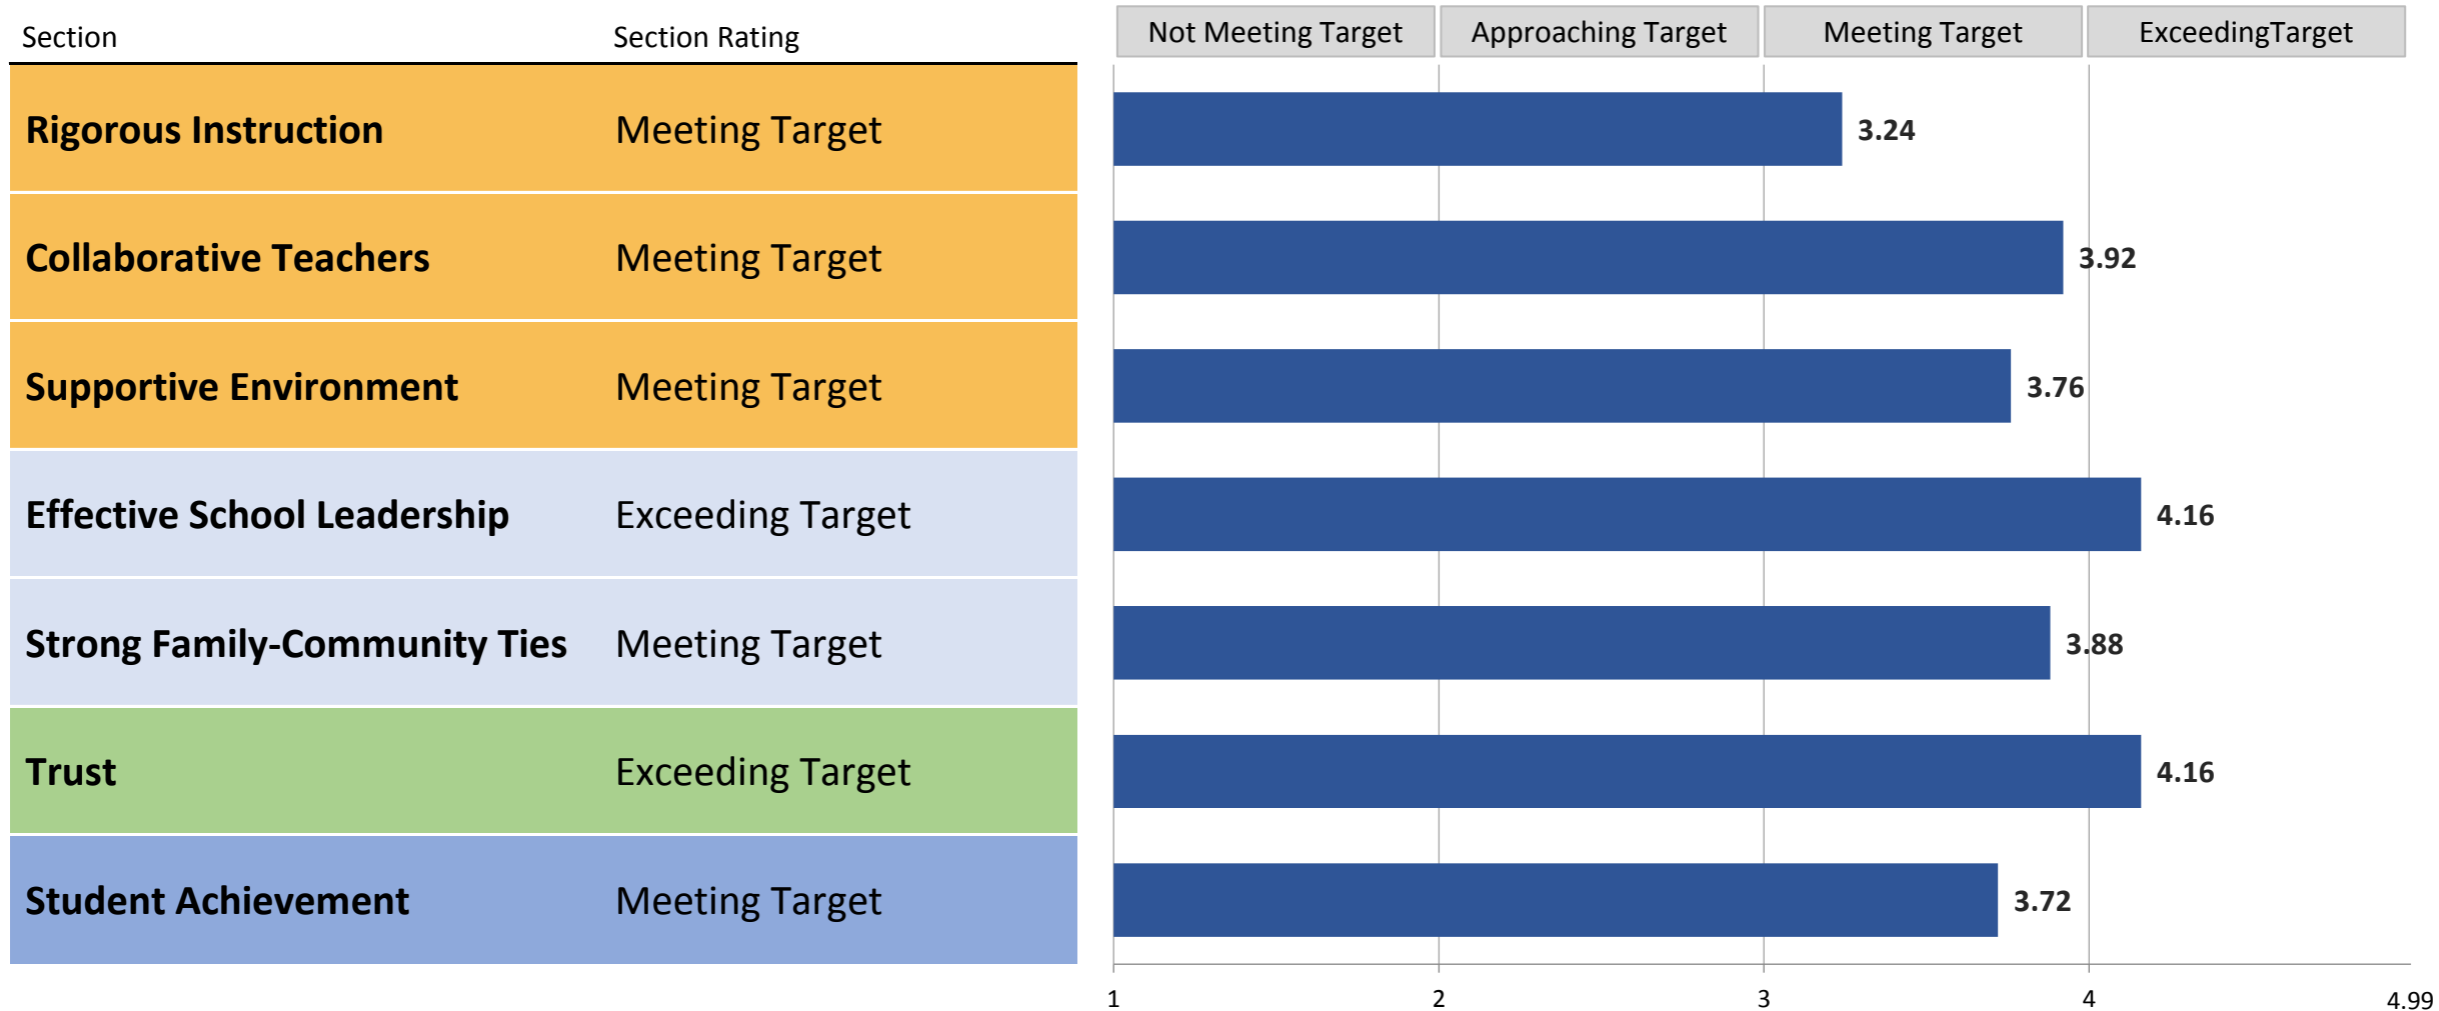 Section Section Rating Not Meeting Target Approaching Target Meeting Target ExceedingTarget
Rigorous Instruction Meeting Target 3.24
Collaborative Teachers Meeting Target 3.92
Supportive Environment Meeting Target 3.76
Effective School Leadership Exceeding Target 4.16
Strong Family-Community Ties Meeting Target 3.88
Trust Exceeding Target 4.16
Student Achievement Meeting Target 3.72
1 2 3 4 4.99